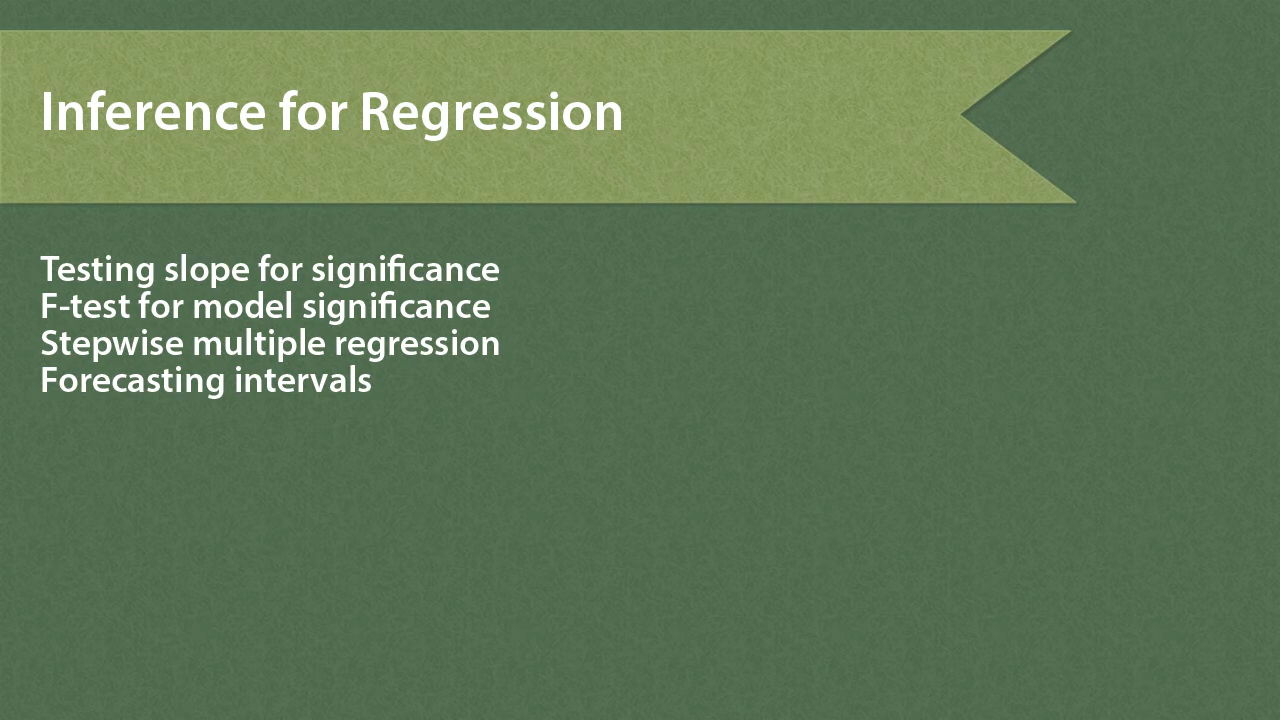 Inference for Regression
Testing slope for significance
F-test for model significance
Stepwise multiple regression
Forecasting intervals